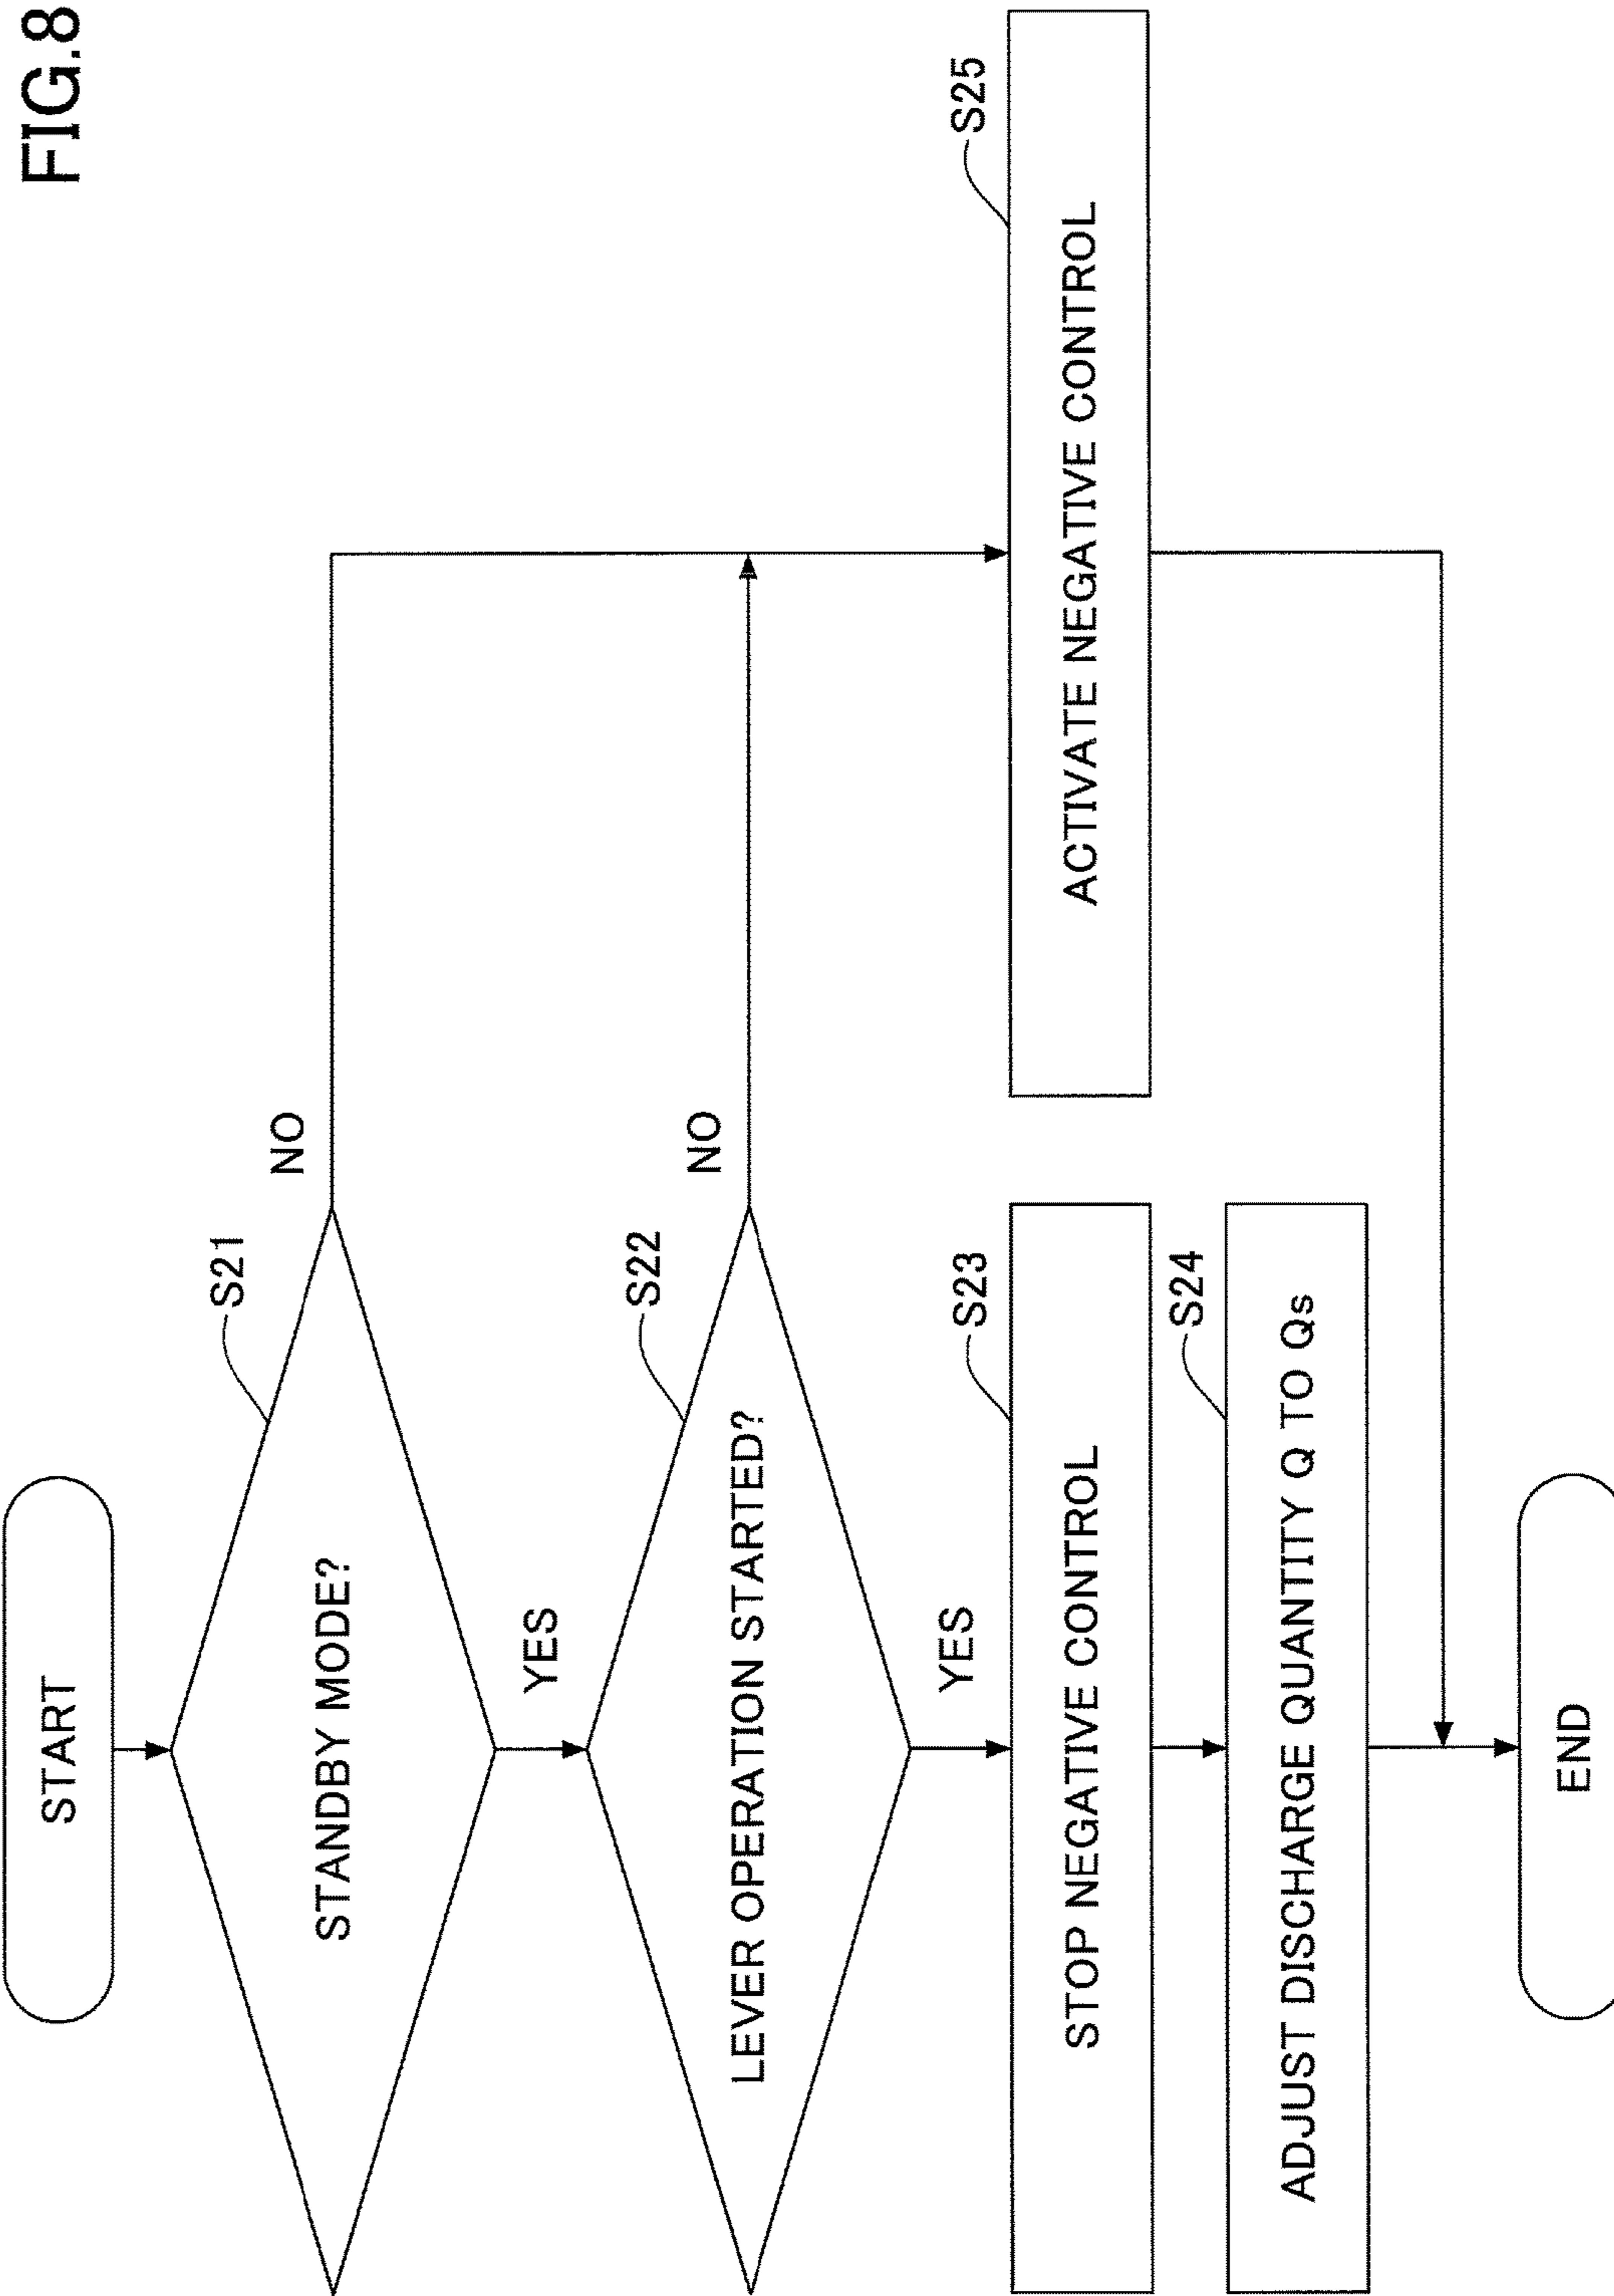 FIG.8
START
S21
STANDBY MODE?
NO
YES
S22
LEVER OPERATION STARTED?
NO
YES
S23
STOP NEGATIVE CONTROL
S25
ACTIVATE NEGATIVE CONTROL
S24
ADJUST DISCHARGE QUANTITY Q TO Qs
END